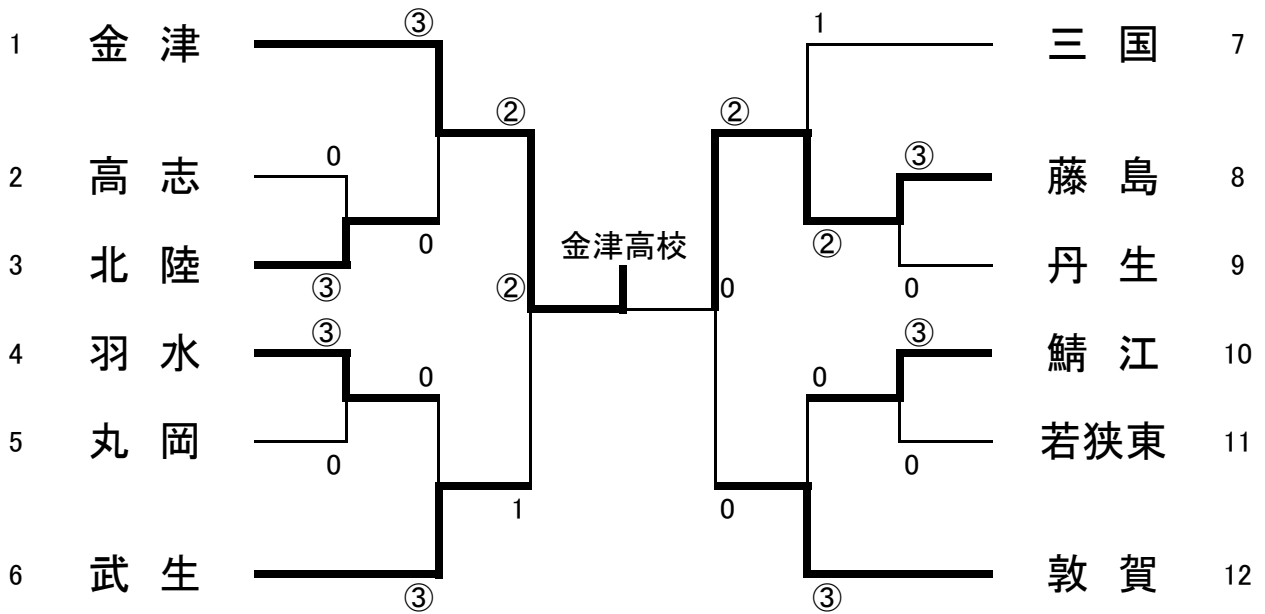 ③ 1
1 金 津 三 国 7
② ②
0 ③
2 高 志 藤 島 8
0 金津高校 ②
3 北 陸 丹 生 9
③ ② 0 0
③ ③
4 羽 水 鯖 江 10
0 0
5 丸 岡 若狭東 11
0 0
1 0
6 武 生 敦 賀 12
③ ③